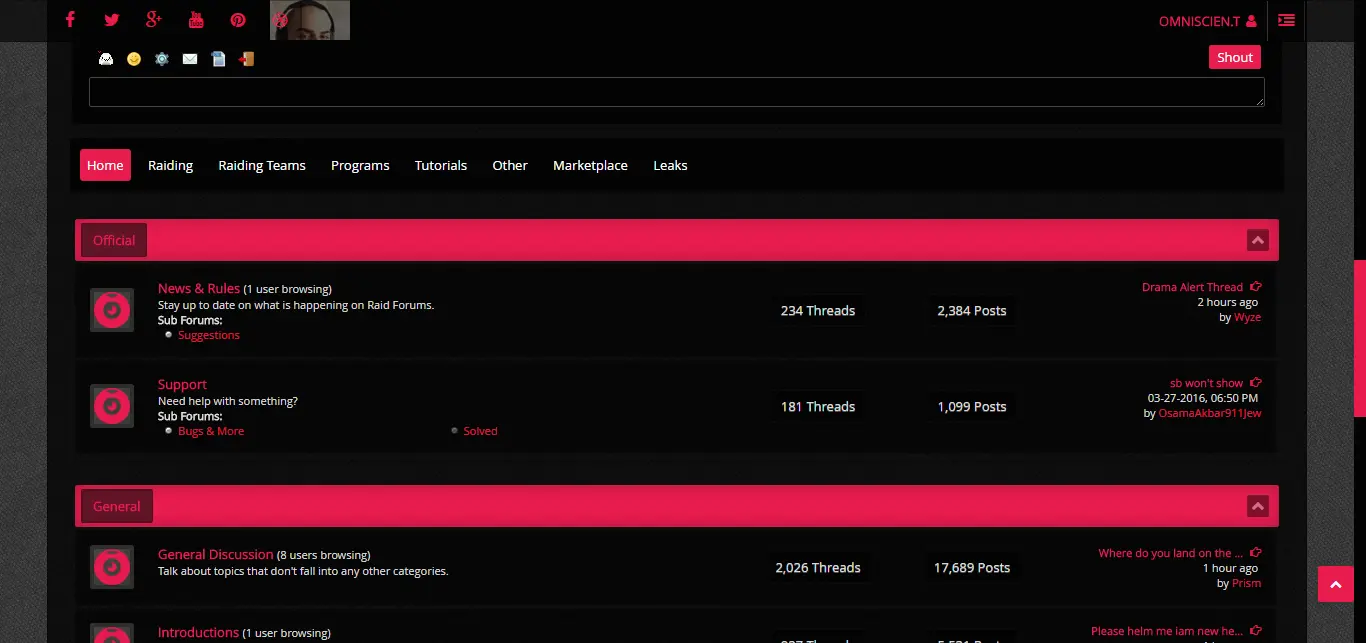 OMNISCIEN.T
Shout
Home Raiding Raiding Teams Programs Tutorials Other Marketplace Leaks
Official
News & Rules (1 user browsing)
Stay up to date on what is happening on Raid Forums.
Sub Forums:
Suggestions
234 Threads
2,384 Posts
Drama Alert Thread
2 hours ago
by Wyze
Support
Need help with something?
Sub Forums:
Bugs & More
Solved
181 Threads
1,099 Posts
sb won't show
03-27-2016, 06:50 PM
by OsamaAkbar911Jew
General
General Discussion (8 users browsing)
Talk about topics that don't fall into any other categories.
2,026 Threads
17,689 Posts
Where do you land on the ...
1 hour ago
by Prism
Introductions (1 user browsing)
Please helm me iam new he...